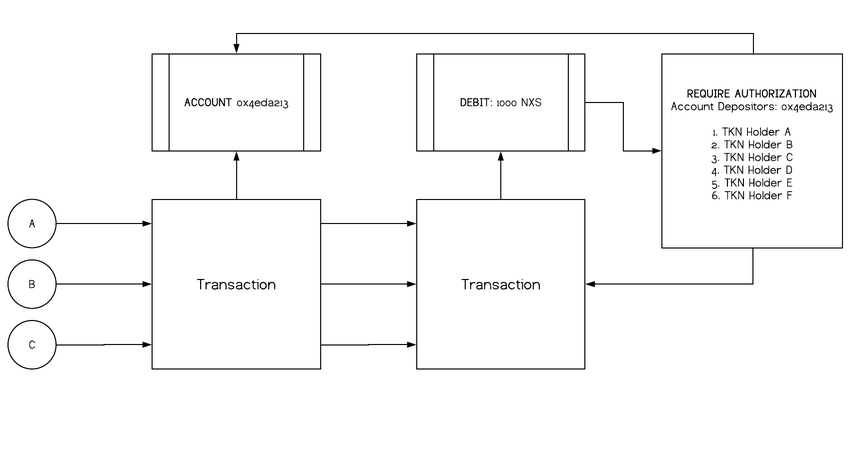 ACCOUNT 0x4eda213
DEBIT: 1000 NXS
REQUIRE AUTHORIZATION
Account Depositors: 0x4eda213
1. TKN Holder A
2. TKN Holder B
3. TKN Holder C
4. TKN Holder D
5. TKN Holder E
6. TKN Holder F
A
B
C
Transaction
Transaction